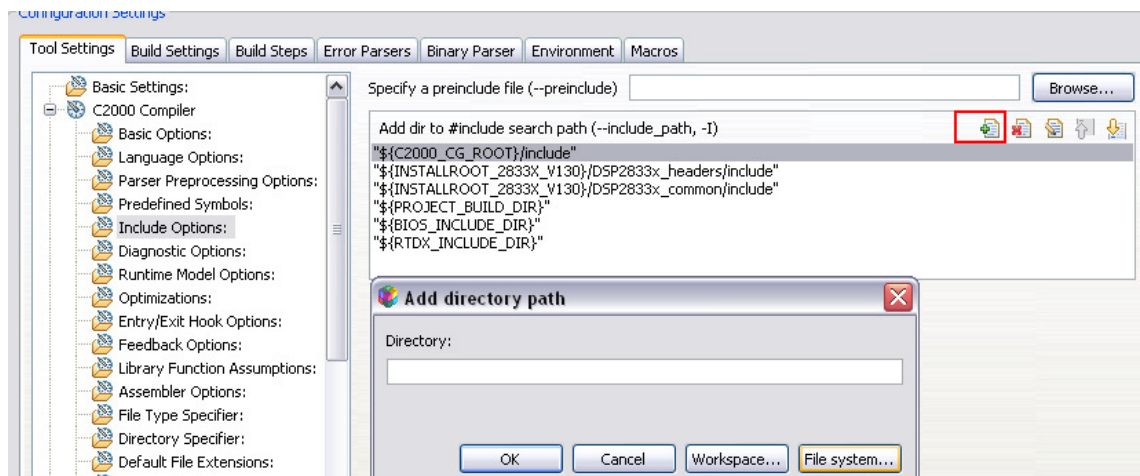 Configuration Settings
Tool Settings Build Settings Build Steps Error Parsers Binary Parser Environment Macros
Basic Settings:
C2000 Compiler
Basic Options:
Language Options:
Parser Preprocessing Options:
Predefined Symbols:
Include Options:
Diagnostic Options:
Runtime Model Options:
Optimizations:
Entry/Exit Hook Options:
Feedback Options:
Library Function Assumptions:
Assembler Options:
File Type Specifier:
Directory Specifier:
Default File Extensions:
Specify a preinclude file (--preinclude) Browse...
Add dir to #include search path (--include_path, -I)
"${C2000_CG_ROOT}/include"
"${INSTALLROOT_2833X_V130}/DSP2833x_headers/include"
"${INSTALLROOT_2833X_V130}/DSP2833x_common/include"
"${PROJECT_BUILD_DIR}"
"${BIOS_INCLUDE_DIR}"
"${RTDX_INCLUDE_DIR}"
Add directory path
Directory:
OK Cancel Workspace... File system...